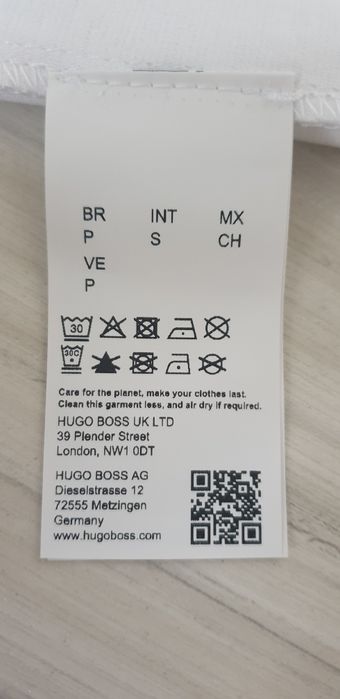 BR INT MX
P S CH
VE
P
30
30C
Care for the planet, make your clothes last.
Clean this garment less, and air dry if required.
HUGO BOSS UK LTD
39 Plender Street
London, NW1 0DT
HUGO BOSS AG
Dieselstrasse 12
72555 Metzingen
Germany
www.hugoboss.com